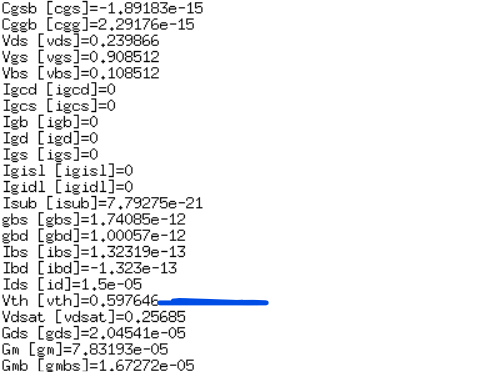 Cgsb [cgs]=-1.89183e-15
Cggb [cgg]=2.29176e-15
Vds [vds]=0.239866
Vgs [vgs]=0.908512
Vbs [vbs]=0.108512
Igcd [igcd]=0
Igcs [igcs]=0
Igb [igb]=0
Igd [igd]=0
Igs [igs]=0
Igisl [igisl]=0
Igidl [igidl]=0
Isub [isub]=7.79275e-21
gbs [gbs]=1.74085e-12
gbd [gbd]=1.00057e-12
Ibs [ibs]=1.32319e-13
Ibd [ibd]=-1.323e-13
Ids [id]=1.5e-05
Vth [vth]=0.597646
Vdsat [vdsat]=0.25685
Gds [gds]=2.04541e-05
Gm [gm]=7.83193e-05
Gmb [gmbs]=1.67272e-05